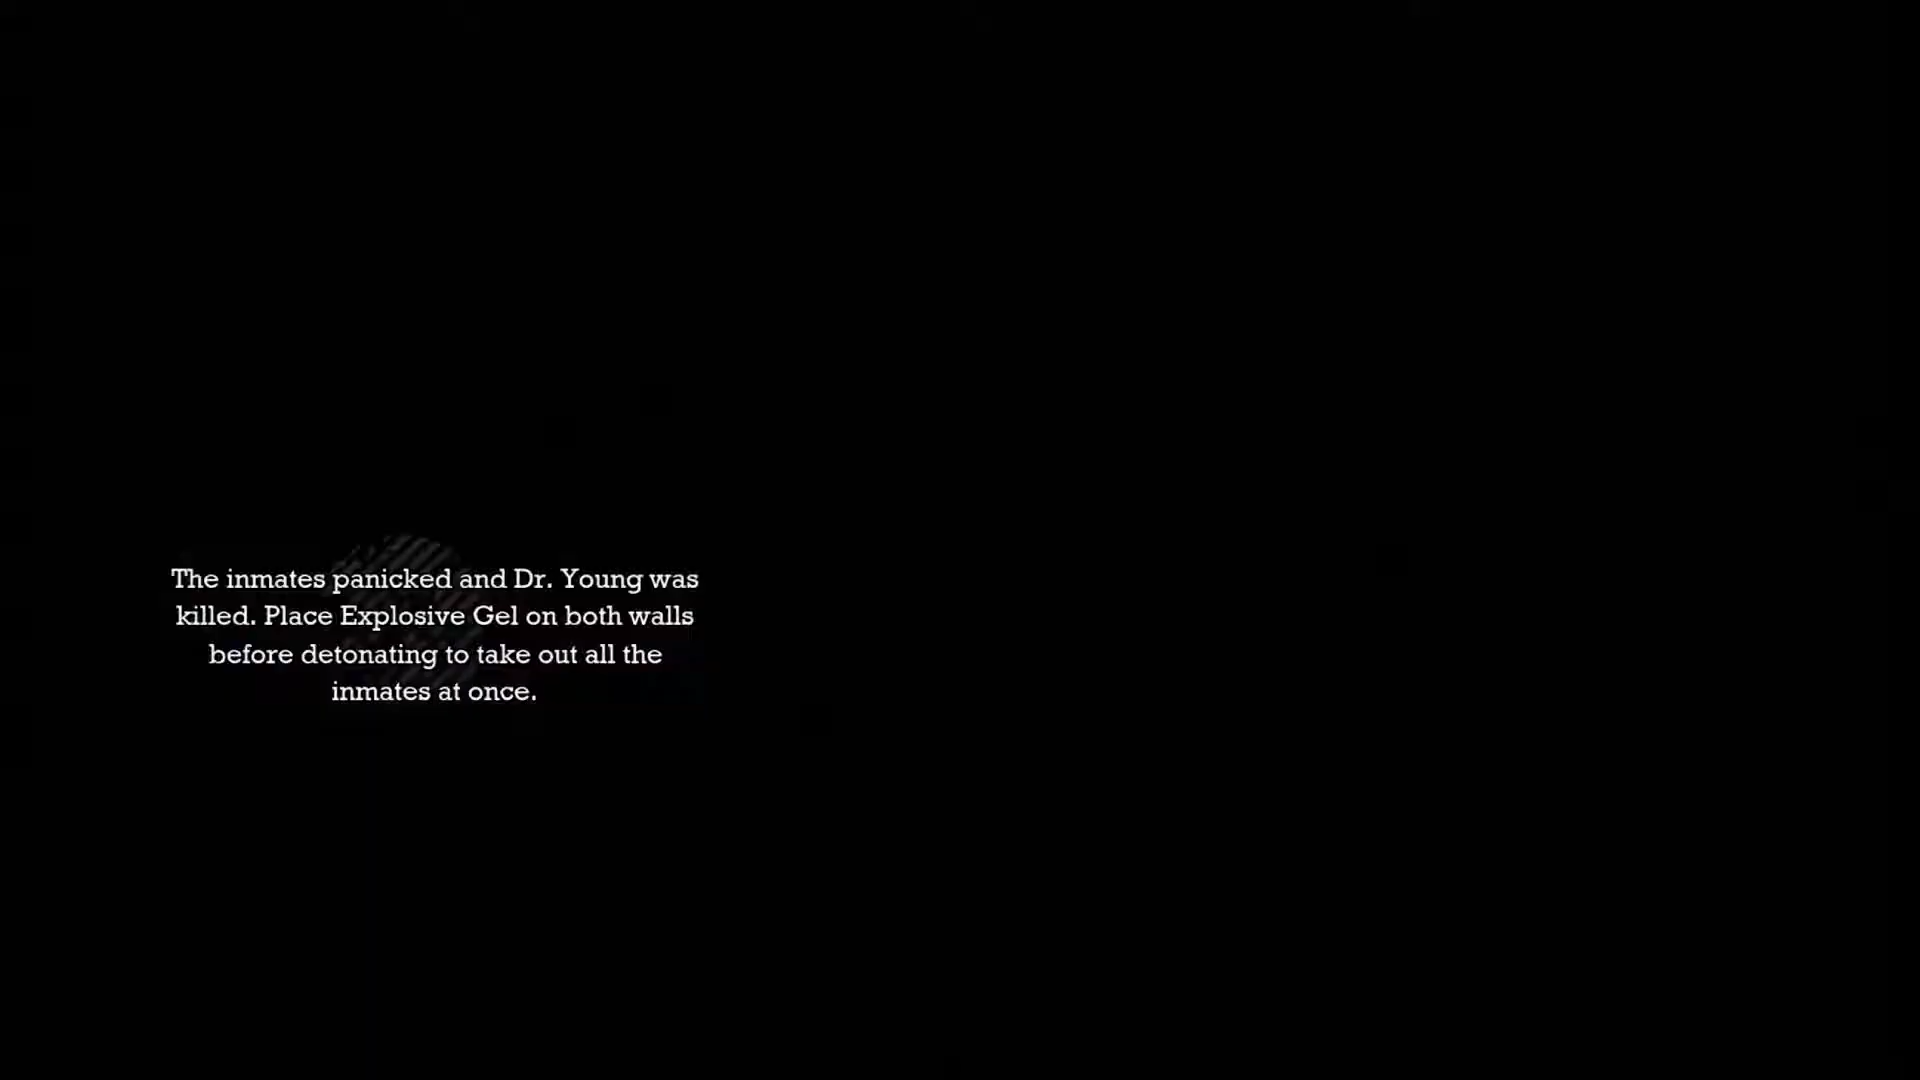 The inmates panicked and Dr. Young was
killed. Place Explosive Gel on both walls
before detonating to take out all the
inmates at once.